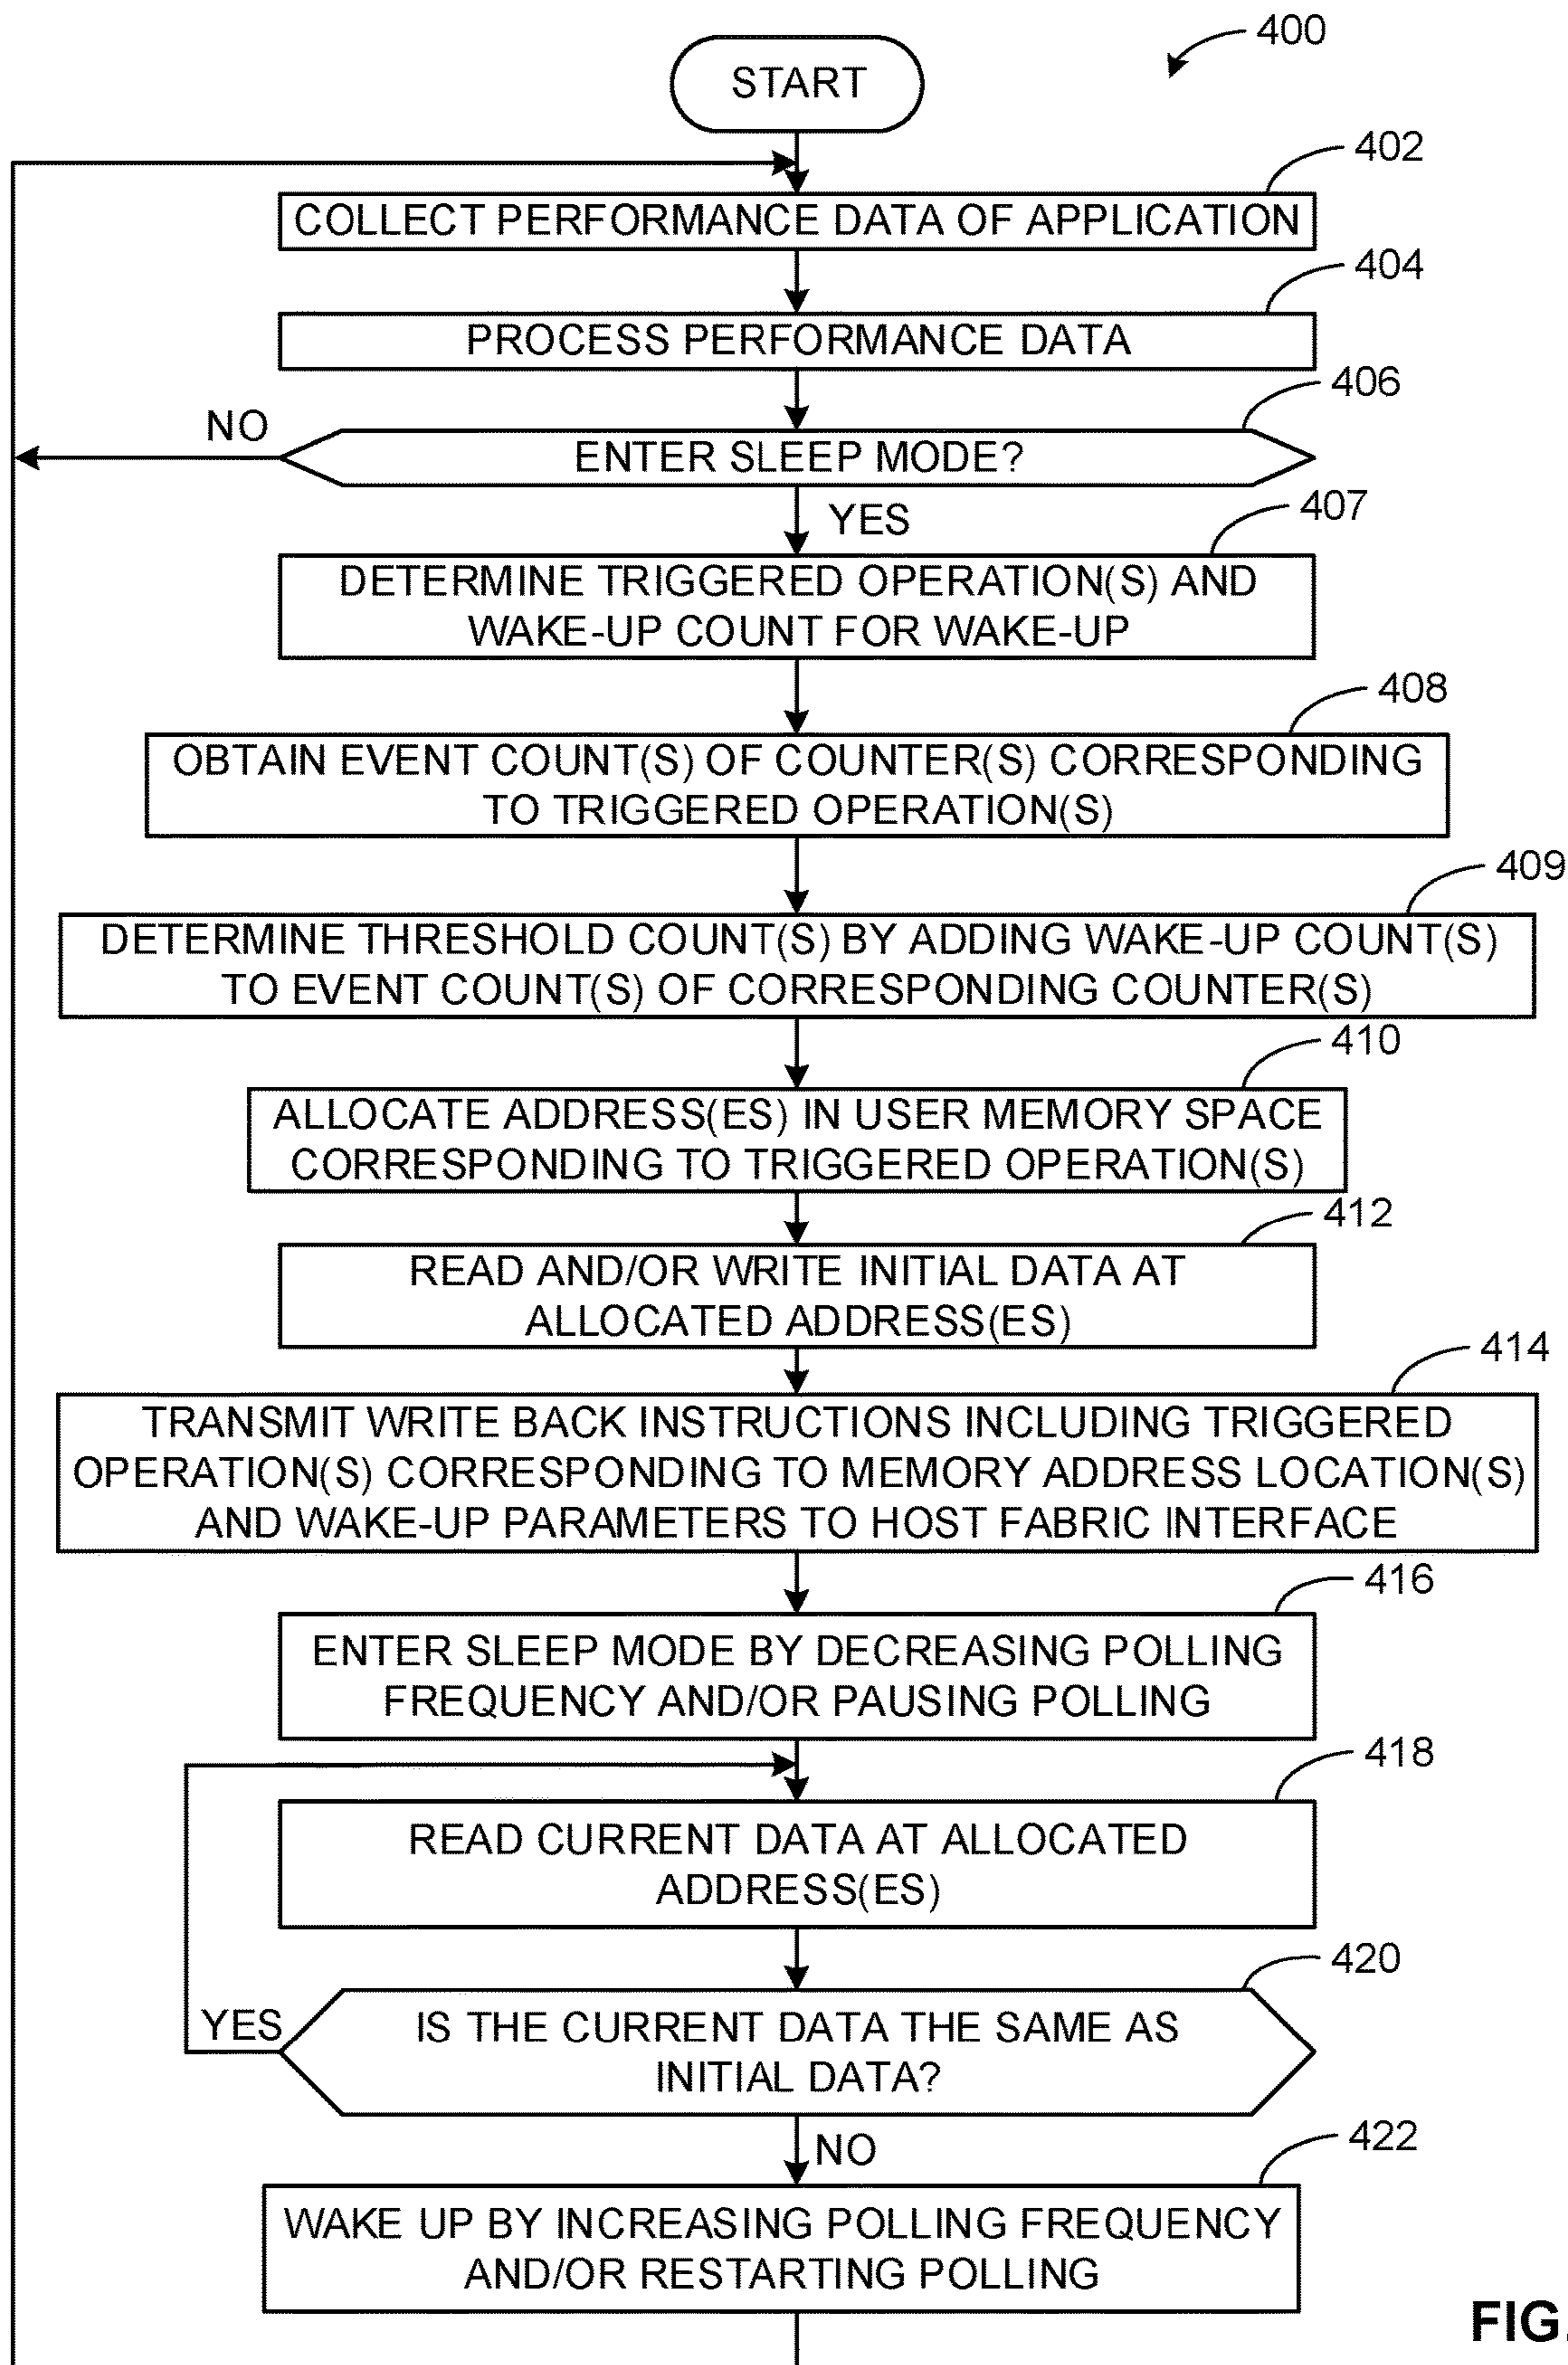 400
START
402
COLLECT PERFORMANCE DATA OF APPLICATION
404
PROCESS PERFORMANCE DATA
406
NO
ENTER SLEEP MODE?
YES
407
DETERMINE TRIGGERED OPERATION(S) AND
WAKE-UP COUNT FOR WAKE-UP
408
OBTAIN EVENT COUNT(S) OF COUNTER(S) CORRESPONDING
TO TRIGGERED OPERATION(S)
409
DETERMINE THRESHOLD COUNT(S) BY ADDING WAKE-UP COUNT(S)
TO EVENT COUNT(S) OF CORRESPONDING COUNTER(S)
410
ALLOCATE ADDRESS(ES) IN USER MEMORY SPACE
CORRESPONDING TO TRIGGERED OPERATION(S)
412
READ AND/OR WRITE INITIAL DATA AT
ALLOCATED ADDRESS(ES)
414
TRANSMIT WRITE BACK INSTRUCTIONS INCLUDING TRIGGERED
OPERATION(S) CORRESPONDING TO MEMORY ADDRESS LOCATION(S)
AND WAKE-UP PARAMETERS TO HOST FABRIC INTERFACE
416
ENTER SLEEP MODE BY DECREASING POLLING
FREQUENCY AND/OR PAUSING POLLING
418
READ CURRENT DATA AT ALLOCATED
ADDRESS(ES)
420
YES
IS THE CURRENT DATA THE SAME AS
INITIAL DATA?
NO
422
WAKE UP BY INCREASING POLLING FREQUENCY
AND/OR RESTARTING POLLING
FIG.